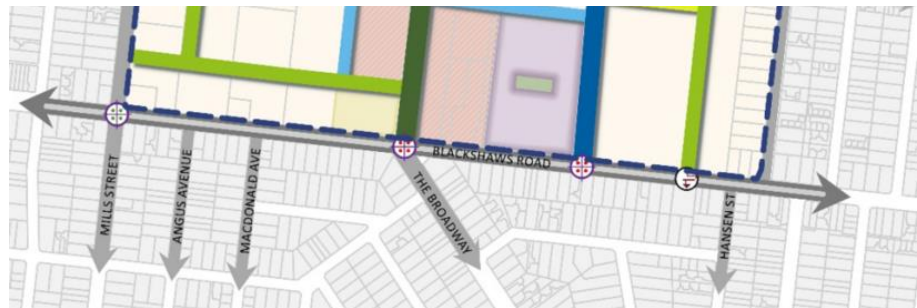 BLACKSHAWS ROAD
MILLS STREET
ANGUS AVENUE
MACDONALD AVE
THE BROADWAY
HANSEN ST